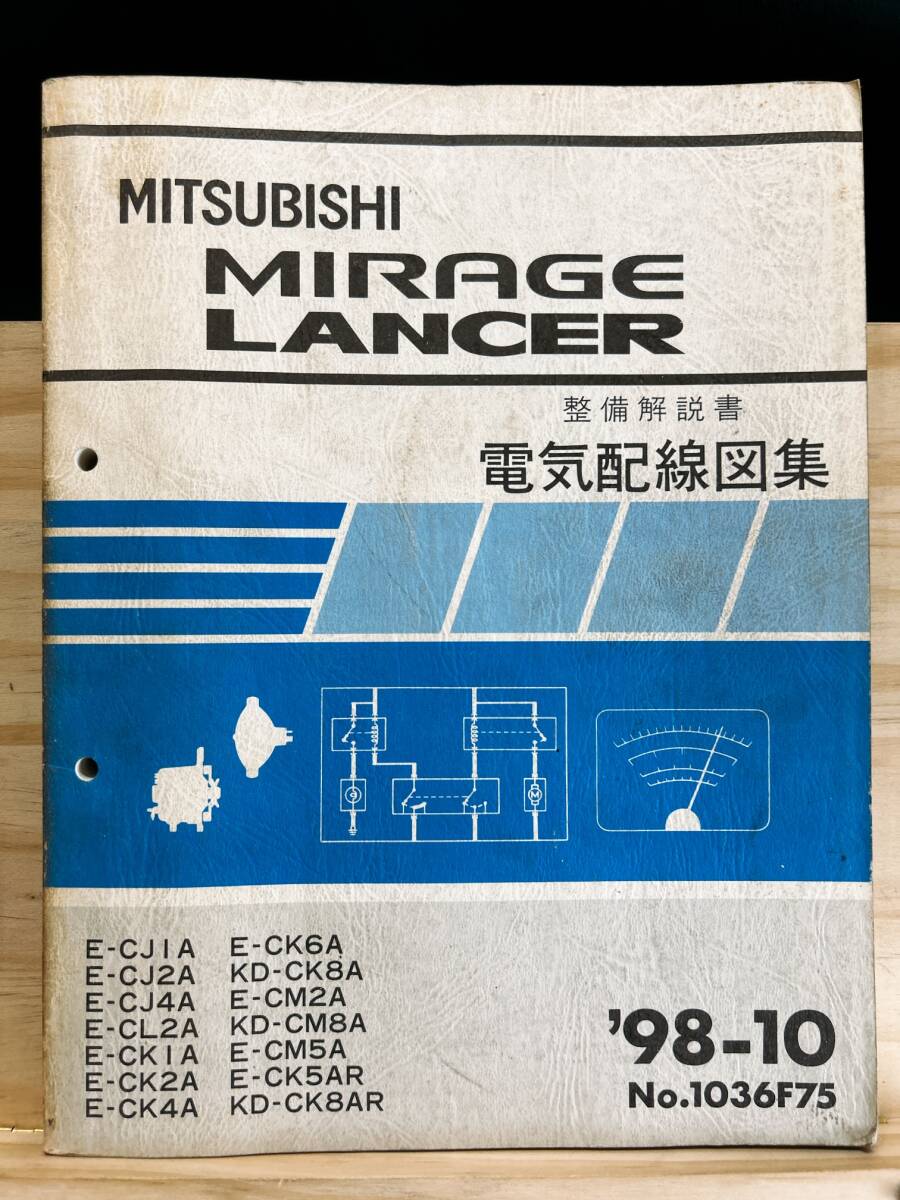 MITSUBISHI
MIRAGE
LANCER
整備解説書
電気配線図集
M
E-CJ1A
E-CJ2A
E-CJ4A
E-CL2A
E-CK1A
E-CK2A
E-CK4A
E-CK6A
KD-CK8A
E-CM2A
KD-CM8A
E-CM5A
E-CK5AR
KD-CK8AR
'98-10
No.1036F75